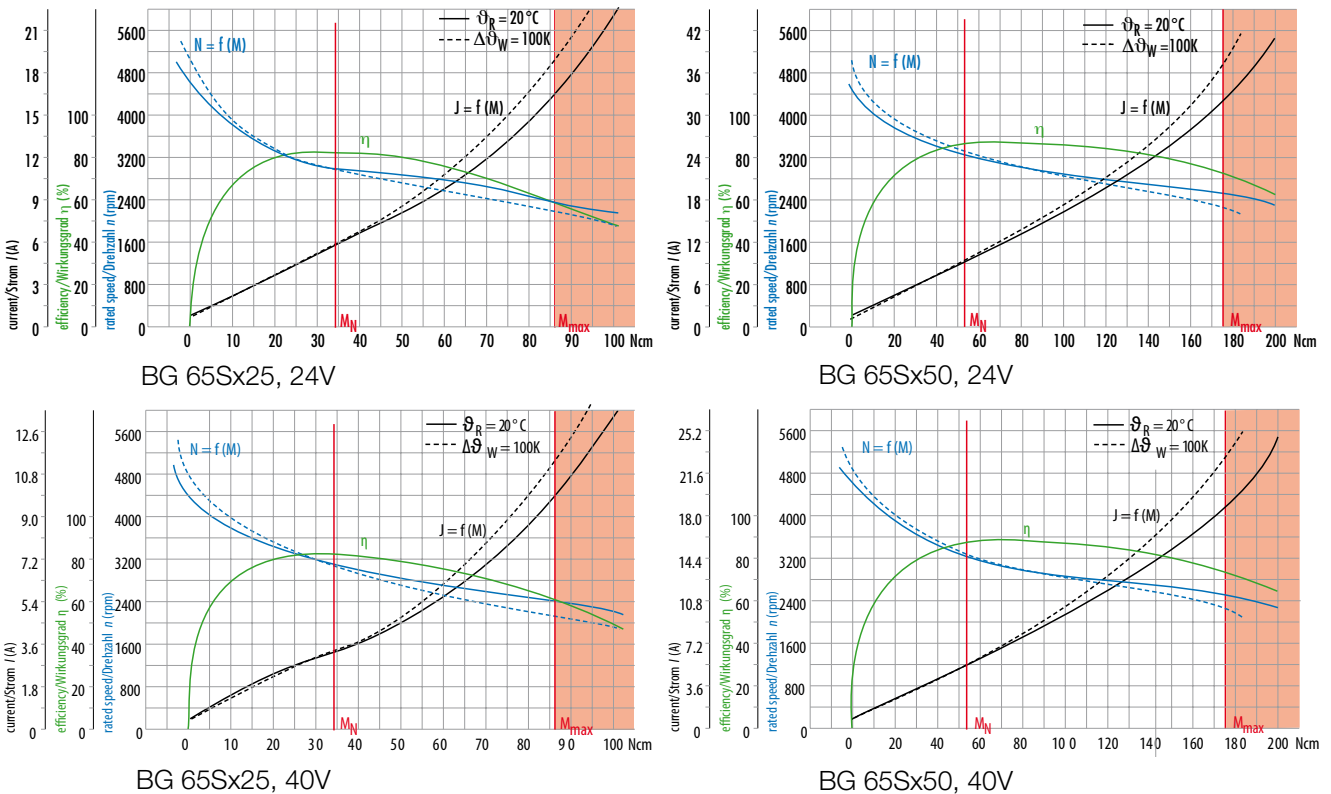 21
18
15
12
9
6
3
0
current/Strom I (A)
100
80
60
40
20
0
efficiency/Wirkungsgrad η (%)
5600
4800
4000
3200
2400
1600
800
0
rated speed/Drehzahl n (rpm)
N = f (M)
ϑR = 20°C
ΔϑW = 100K
J = f (M)
η
MN
Mmax
0 10 20 30 40 50 60 70 80 90 100 Ncm
BG 65Sx25, 24V
42
36
30
24
18
12
6
0
current/Strom I (A)
100
80
60
40
20
0
efficiency/Wirkungsgrad η (%)
5600
4800
4000
3200
2400
1600
800
0
rated speed/Drehzahl n (rpm)
N = f (M)
ϑR = 20°C
ΔϑW = 100K
J = f (M)
η
MN
Mmax
0 20 40 60 80 100 120 140 160 180 200 Ncm
BG 65Sx50, 24V
12.6
10.8
9.0
7.2
5.4
3.6
1.8
0
current/Strom I (A)
100
80
60
40
20
0
efficiency/Wirkungsgrad η (%)
5600
4800
4000
3200
2400
1600
800
0
rated speed/Drehzahl n (rpm)
N = f (M)
ϑR = 20°C
Δϑ W = 100K
J = f (M)
η
MN
Mmax
0 10 20 30 40 50 60 70 80 9 0 100 Ncm
BG 65Sx25, 40V
25.2
21.6
18.0
14.4
10.8
7.2
3.6
0
current/Strom I (A)
100
80
60
40
20
0
efficiency/Wirkungsgrad η (%)
5600
4800
4000
3200
2400
1600
800
0
rated speed/Drehzahl n (rpm)
N = f (M)
ϑR = 20°C
Δϑ W = 100K
J = f (M)
η
MN
Mmax
0 20 40 60 80 10 0 120 140 160 180 200 Ncm
BG 65Sx50, 40V